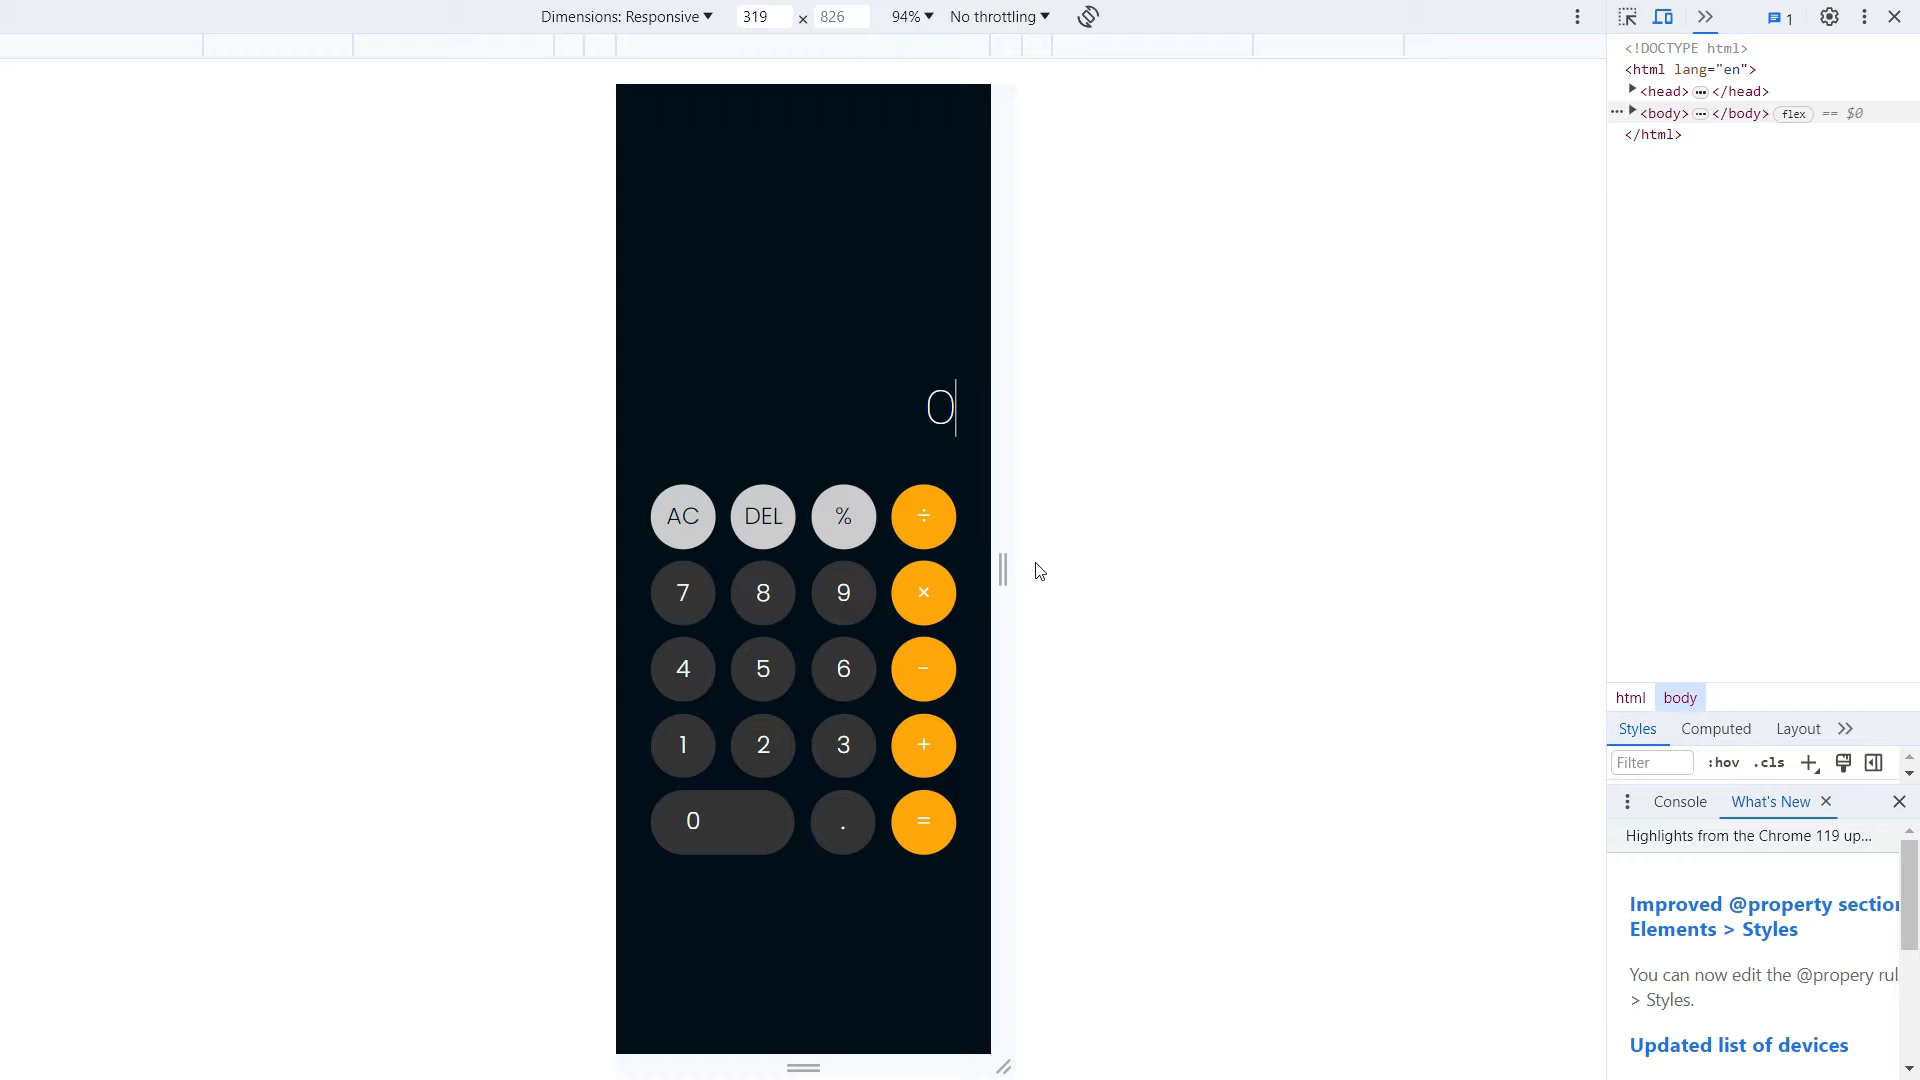 Dimensions: Responsive 319 × 826 94% No throttling
1
<!DOCTYPE html>
<html lang="en">
<head> </head>
<body> </body> flex == $0
</html>
0
AC DEL % ÷
7 8 9 ×
4 5 6 −
1 2 3 +
0 . =
html body
Styles Computed Layout
Filter :hov .cls
Console What's New
Highlights from the Chrome 119 up...
Improved @property section
Elements > Styles
You can now edit the @propery rul
> Styles.
Updated list of devices